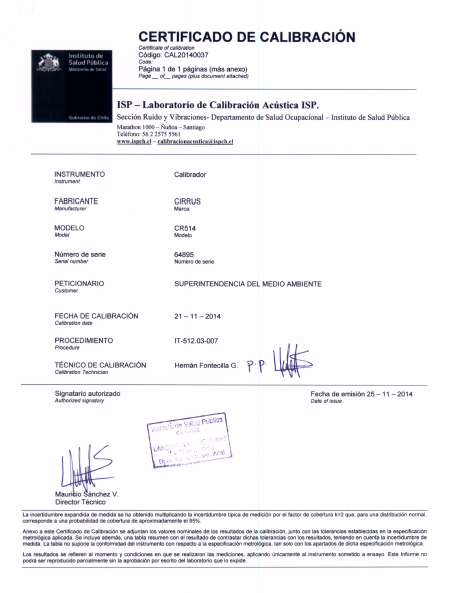 CERTIFICADO DE CALIBRACIÓN
Certificate of calibration
Código: CAL20140037
Code:
Página 1 de 1 páginas (más anexo)
Page __ of__ pages (plus document attached)
Instituto de
Salud Pública
Ministerio de Salud
Gobierno de Chile
ISP – Laboratorio de Calibración Acústica ISP.
Sección Ruido y Vibraciones- Departamento de Salud Ocupacional – Instituto de Salud Pública
Marathon 1000 – Ñuñoa – Santiago
Teléfono: 56 2 2575 5561
www.ispch.cl – calibracionacustica@ispch.cl
INSTRUMENTO Calibrador
Instrument
FABRICANTE CIRRUS
Manufacturer Marca
MODELO CR514
Model Modelo
Número de serie 64895
Serial number Número de serie
PETICIONARIO SUPERINTENDENCIA DEL MEDIO AMBIENTE
Customer
FECHA DE CALIBRACIÓN 21 – 11 – 2014
Calibration date
PROCEDIMIENTO IT-512.03-007
Procedure
TÉCNICO DE CALIBRACIÓN Hernán Fontecilla G. P.P.
Calibration Technician
Signatario autorizado Fecha de emisión 25 – 11 – 2014
Authorized signatory Date of issue
de Salud Pública
Mauricio Sánchez V.
Director Técnico
La incertidumbre expandida de medida se ha obtenido multiplicando la incertidumbre típica de medición por el factor de cobertura k=2 que, para una distribución normal, corresponde a una probabilidad de cobertura de aproximadamente el 95%.
Anexo a este Certificado de Calibración se adjuntan los valores nominales de los resultados de la calibración, junto con las tolerancias establecidas en la especificación metrológica aplicada. Se incluye además, una tabla resumen con el resultado de contrastar dichas tolerancias con los resultados, teniendo en cuenta la incertidumbre de medida. La tabla no supone la conformidad del instrumento con respecto a la especificación metrológica, tan solo con los apartados de dicha especificación metrológica.
Los resultados se refieren al momento y condiciones en que se realizaron las mediciones, aplicando únicamente al instrumento sometido a ensayo. Este Informe no podrá ser reproducido parcialmente sin la aprobación por escrito del laboratorio que lo expide.